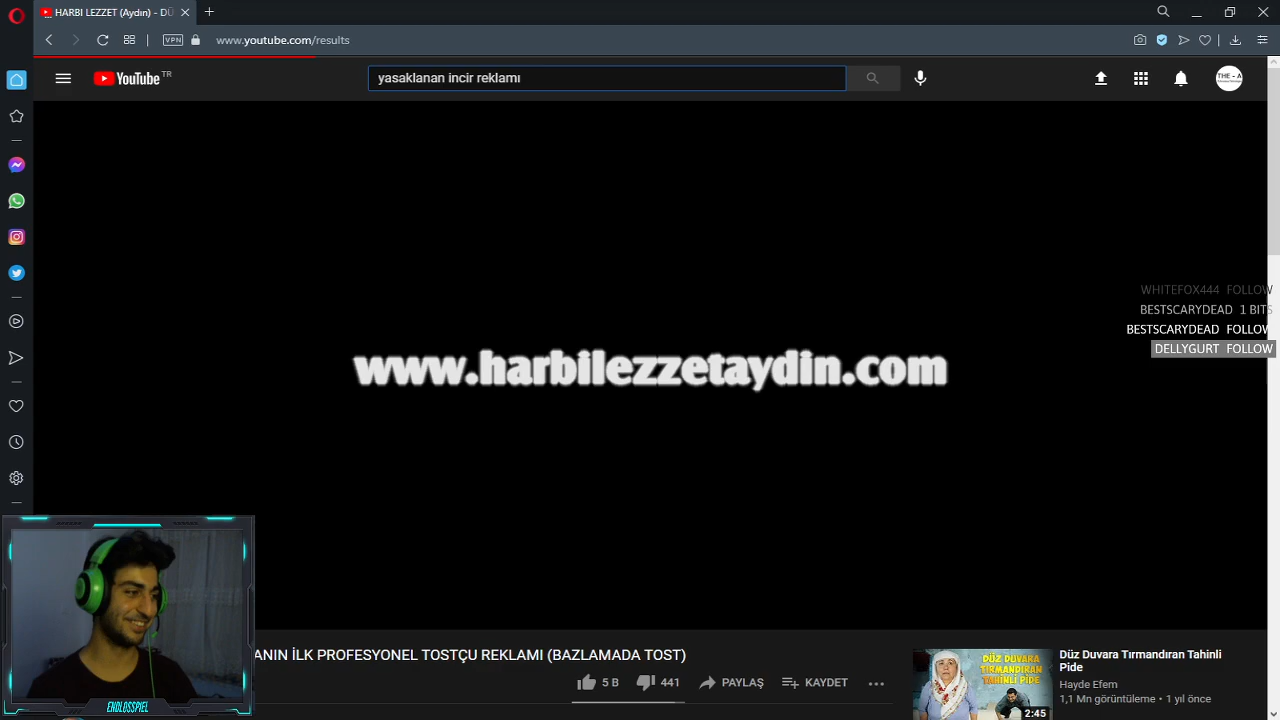 HARBI LEZZET (Aydın) - DÜ
www.youtube.com/results
VPN
YouTube TR
yasaklanan incir reklamı
THE - A
WHITEFOX444 FOLLOW
BESTSCARYDEAD 1 BITS
BESTSCARYDEAD FOLLOW
DELLYGURT FOLLOW
www.harbilezzetaydin.com
ANIN İLK PROFESYONEL TOSTÇU REKLAMI (BAZLAMADA TOST)
5 B
441
PAYLAŞ
KAYDET
DÜZ DUVARA
TIRMANDIRAN
TAHİNLİ PİDE
2:45
Düz Duvara Tırmandıran Tahinli
Pide
Hayde Efem
1,1 Mn görüntüleme • 1 yıl önce
ENDLOSSPIEL